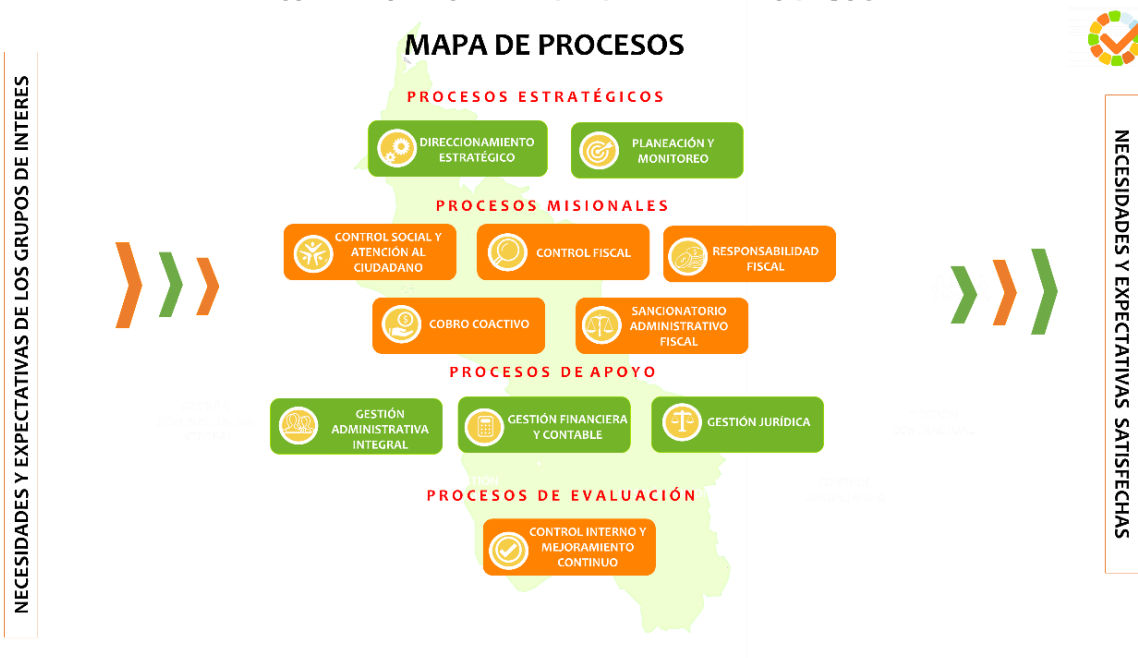 MAPA DE PROCESOS
NECESIDADES Y EXPECTATIVAS DE LOS GRUPOS DE INTERES
PROCESOS ESTRATÉGICOS
DIRECCIONAMIENTO
ESTRATÉGICO
PLANEACIÓN Y
MONITOREO
PROCESOS MISIONALES
CONTROL SOCIAL Y
ATENCIÓN AL
CIUDADANO
CONTROL FISCAL
RESPONSABILIDAD
FISCAL
COBRO COACTIVO
SANCIONATORIO
ADMINISTRATIVO
FISCAL
PROCESOS DE APOYO
GESTIÓN
ADMINISTRATIVA
INTEGRAL
GESTIÓN FINANCIERA
Y CONTABLE
GESTIÓN JURÍDICA
PROCESOS DE EVALUACIÓN
CONTROL INTERNO Y
MEJORAMIENTO
CONTINUO
NECESIDADES Y EXPECTATIVAS SATISFECHAS